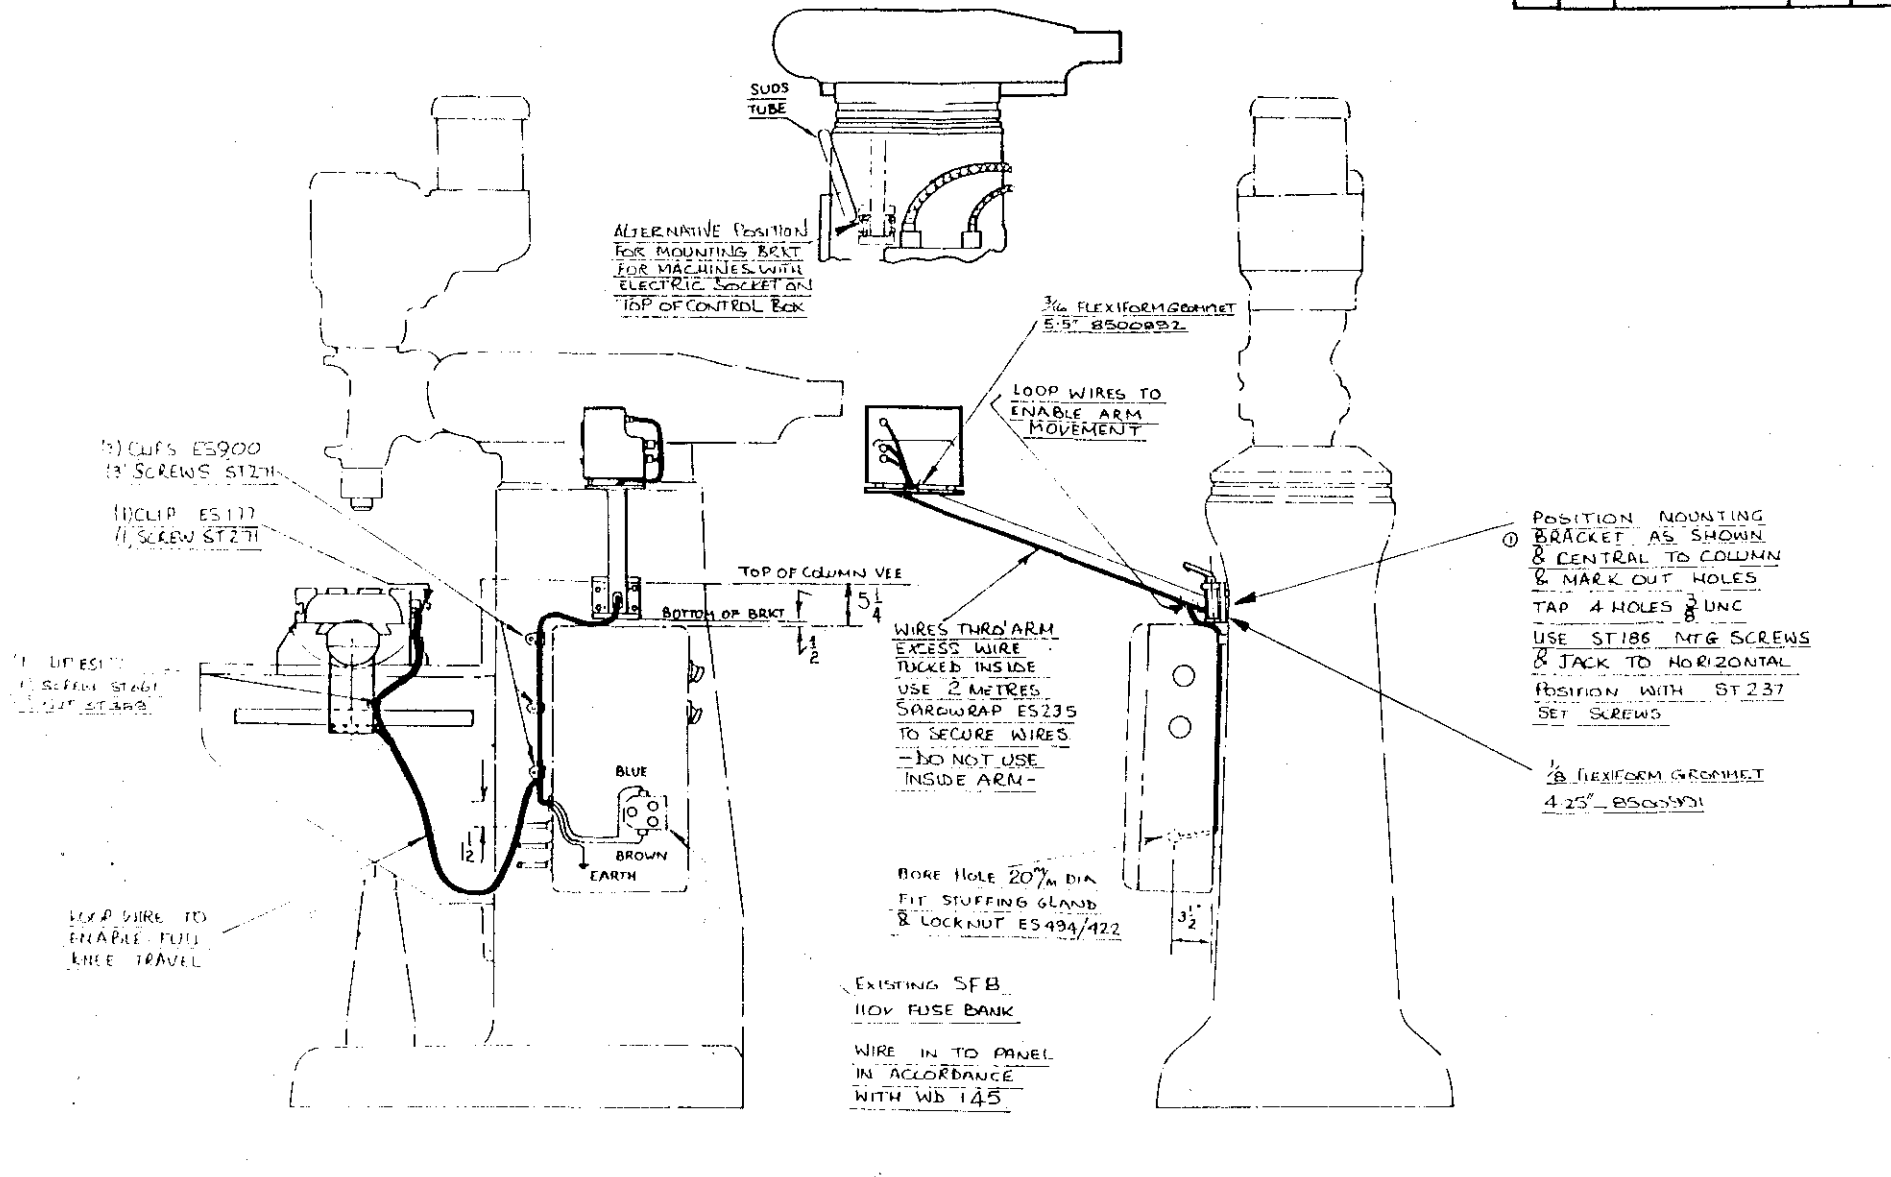 SUDS
TUBE
ALTERNATIVE POSITION
FOR MOUNTING BRKT
FOR MACHINES WITH
ELECTRIC SOCKET ON
TOP OF CONTROL BOX
3/16 FLEXIFORM GROMMET
5.5"
LOOP WIRES TO
ENABLE ARM
MOVEMENT
CLIPS ES900
(3) SCREWS ST271
(1) CLIP ES177
(1) SCREW ST271
TOP OF COLUMN VEE
5 1/4
BOTTOM OF BRKT
1/2
WIRES THRO' ARM
EXCESS WIRE
TUCKED INSIDE
USE 2 METRES
SPROWRAP ES235
TO SECURE WIRES
-DO NOT USE
INSIDE ARM-
POSITION MOUNTING
① BRACKET AS SHOWN
& CENTRAL TO COLUMN
& MARK OUT HOLES
TAP 4 HOLES 3/8 UNC
USE ST186 MTG SCREWS
& JACK TO HORIZONTAL
POSITION WITH ST237
SET SCREWS
1/8 FLEXIFORM GROMMET
4.25"
BLUE
BROWN
EARTH
1 1/2
LOOP WIRE TO
ENABLE FULL
KNEE TRAVEL
BORE HOLE 20 M/M DIA
FIT STUFFING GLAND
& LOCKNUT ES494/422
3 1/2"
EXISTING SFB
110V FUSE BANK
WIRE IN TO PANEL
IN ACCORDANCE
WITH WD 145